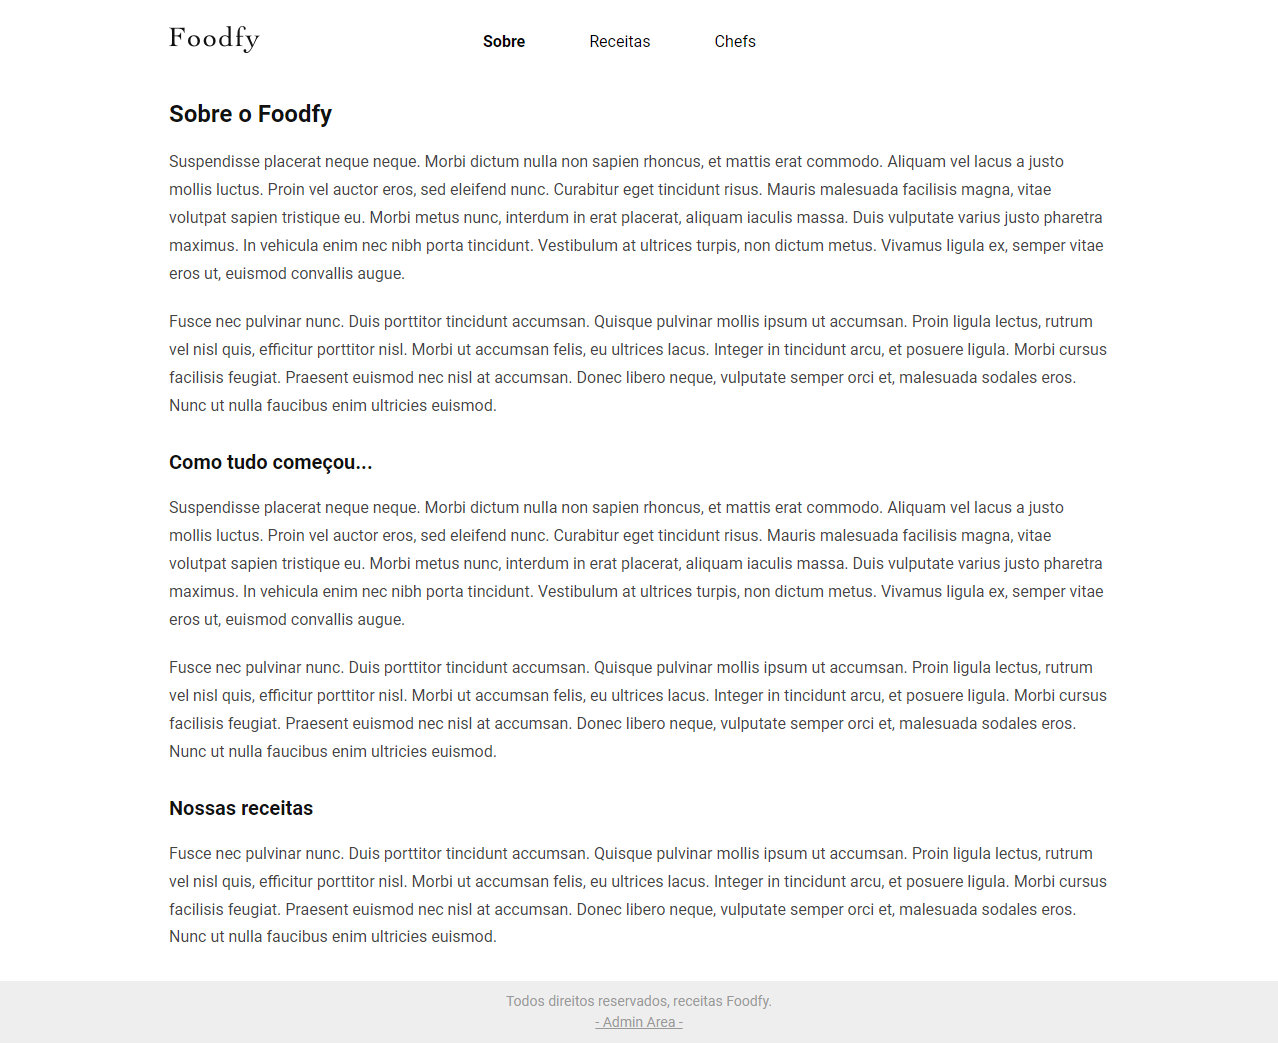 Foodfy
Sobre
Receitas
Chefs
Sobre o Foodfy
Suspendisse placerat neque neque. Morbi dictum nulla non sapien rhoncus, et mattis erat commodo. Aliquam vel lacus a justo
mollis luctus. Proin vel auctor eros, sed eleifend nunc. Curabitur eget tincidunt risus. Mauris malesuada facilisis magna, vitae
volutpat sapien tristique eu. Morbi metus nunc, interdum in erat placerat, aliquam iaculis massa. Duis vulputate varius justo pharetra
maximus. In vehicula enim nec nibh porta tincidunt. Vestibulum at ultrices turpis, non dictum metus. Vivamus ligula ex, semper vitae
eros ut, euismod convallis augue.
Fusce nec pulvinar nunc. Duis porttitor tincidunt accumsan. Quisque pulvinar mollis ipsum ut accumsan. Proin ligula lectus, rutrum
vel nisl quis, efficitur porttitor nisl. Morbi ut accumsan felis, eu ultrices lacus. Integer in tincidunt arcu, et posuere ligula. Morbi cursus
facilisis feugiat. Praesent euismod nec nisl at accumsan. Donec libero neque, vulputate semper orci et, malesuada sodales eros.
Nunc ut nulla faucibus enim ultricies euismod.
Como tudo começou...
Suspendisse placerat neque neque. Morbi dictum nulla non sapien rhoncus, et mattis erat commodo. Aliquam vel lacus a justo
mollis luctus. Proin vel auctor eros, sed eleifend nunc. Curabitur eget tincidunt risus. Mauris malesuada facilisis magna, vitae
volutpat sapien tristique eu. Morbi metus nunc, interdum in erat placerat, aliquam iaculis massa. Duis vulputate varius justo pharetra
maximus. In vehicula enim nec nibh porta tincidunt. Vestibulum at ultrices turpis, non dictum metus. Vivamus ligula ex, semper vitae
eros ut, euismod convallis augue.
Fusce nec pulvinar nunc. Duis porttitor tincidunt accumsan. Quisque pulvinar mollis ipsum ut accumsan. Proin ligula lectus, rutrum
vel nisl quis, efficitur porttitor nisl. Morbi ut accumsan felis, eu ultrices lacus. Integer in tincidunt arcu, et posuere ligula. Morbi cursus
facilisis feugiat. Praesent euismod nec nisl at accumsan. Donec libero neque, vulputate semper orci et, malesuada sodales eros.
Nunc ut nulla faucibus enim ultricies euismod.
Nossas receitas
Fusce nec pulvinar nunc. Duis porttitor tincidunt accumsan. Quisque pulvinar mollis ipsum ut accumsan. Proin ligula lectus, rutrum
vel nisl quis, efficitur porttitor nisl. Morbi ut accumsan felis, eu ultrices lacus. Integer in tincidunt arcu, et posuere ligula. Morbi cursus
facilisis feugiat. Praesent euismod nec nisl at accumsan. Donec libero neque, vulputate semper orci et, malesuada sodales eros.
Nunc ut nulla faucibus enim ultricies euismod.
Todos direitos reservados, receitas Foodfy.
- Admin Area -